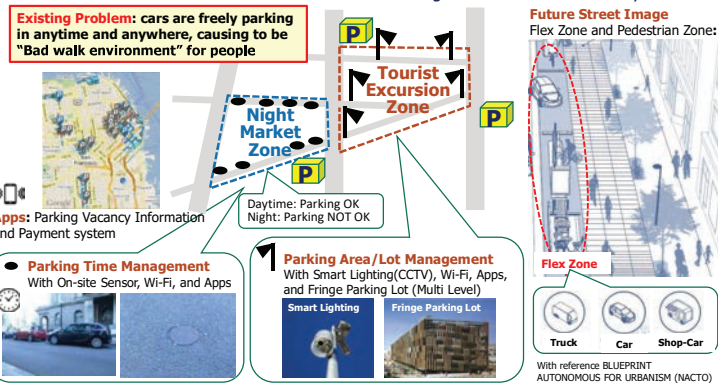 Existing Problem: cars are freely parking
in anytime and anywhere, causing to be
“Bad walk environment” for people
P
Tourist
Excursion
Zone
Night
Market
Zone
P
P
Daytime: Parking OK
Night: Parking NOT OK
Google
Apps: Parking Vacancy Information
and Payment system
Parking Time Management
With On-site Sensor, Wi-Fi, and Apps
Parking Area/Lot Management
With Smart Lighting(CCTV), Wi-Fi, Apps,
and Fringe Parking Lot (Multi Level)
Smart Lighting
Fringe Parking Lot
Future Street Image
Flex Zone and Pedestrian Zone:
Flex Zone
Truck
Car
Shop-Car
With reference BLUEPRINT
AUTONOMOUS FOR URBANISM (NACTO)